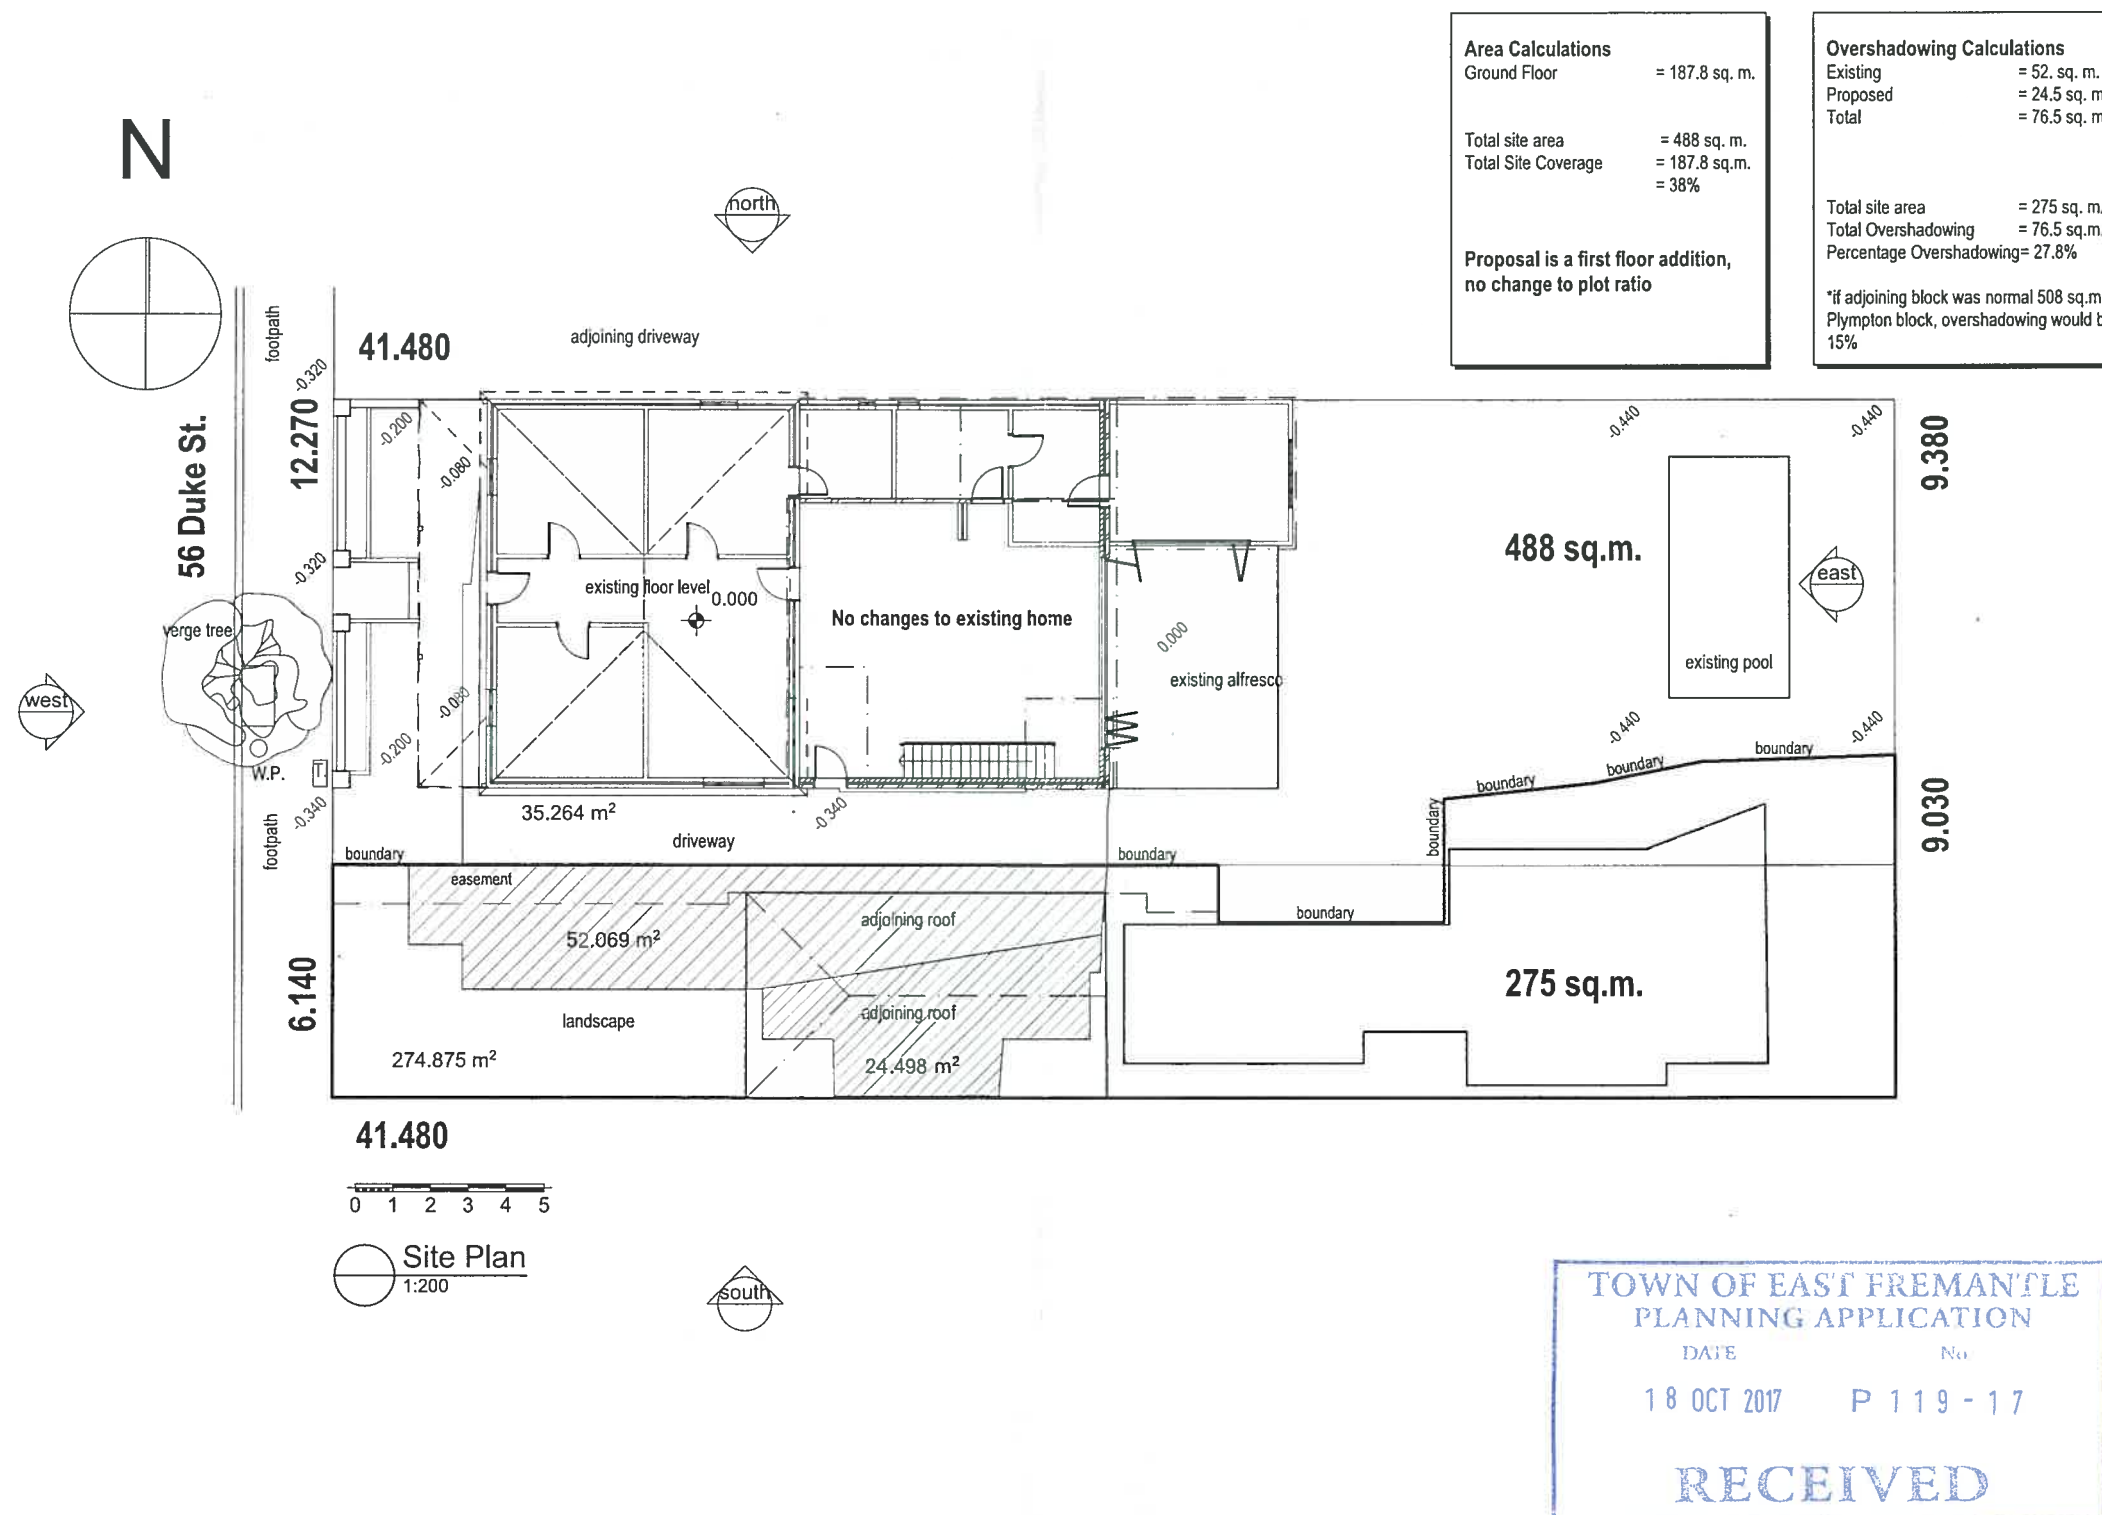 Area Calculations
Ground Floor = 187.8 sq. m.
Total site area = 488 sq. m.
Total Site Coverage = 187.8 sq.m.
= 38%
Proposal is a first floor addition,
no change to plot ratio
Overshadowing Calculations
Existing = 52. sq. m.
Proposed = 24.5 sq. m
Total = 76.5 sq. m
Total site area = 275 sq. m.
Total Overshadowing = 76.5 sq.m.
Percentage Overshadowing= 27.8%
*if adjoining block was normal 508 sq.m
Plympton block, overshadowing would b
15%
N
north
footpath
41.480
adjoining driveway
-0.320
12.270
56 Duke St.
-0.200
-0.080
-0.440
-0.440
9.380
488 sq.m.
east
-0.320
existing floor level
0.000
No changes to existing home
0.000
existing alfresco
existing pool
verge tree
west
-0.080
-0.200
-0.440
-0.440
W.P.
T.
-0.340
35.264 m²
-0.340
boundary
boundary
boundary
boundary
9.030
footpath
driveway
boundary
boundary
easement
adjoining roof
boundary
52.069 m²
6.140
275 sq.m.
landscape
adjoining roof
274.875 m²
24.498 m²
41.480
0 1 2 3 4 5
Site Plan
1:200
south
TOWN OF EAST FREMANTLE
PLANNING APPLICATION
DATE No
18 OCT 2017 P 119-17
RECEIVED